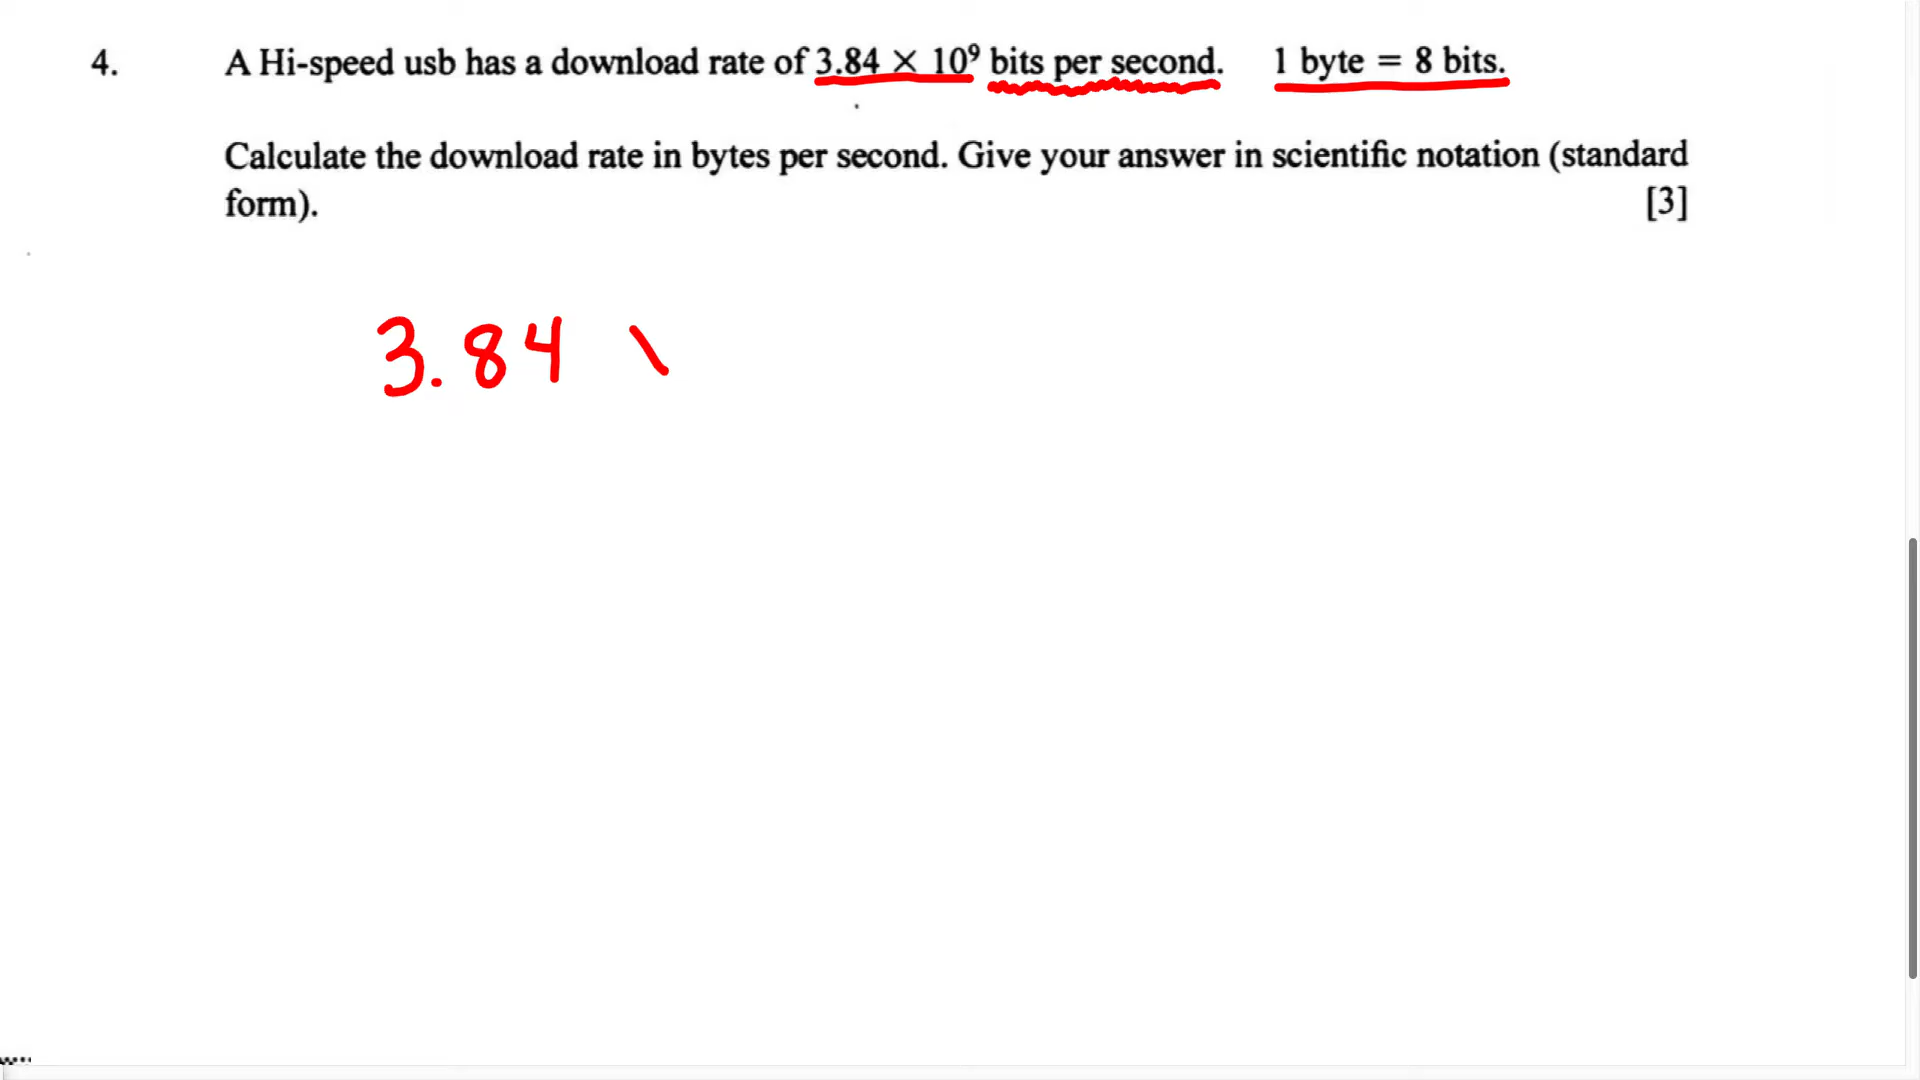 4. A Hi-speed usb has a download rate of 3.84 × 10⁹ bits per second. 1 byte = 8 bits.
Calculate the download rate in bytes per second. Give your answer in scientific notation (standard
form). [3]
3.84 \